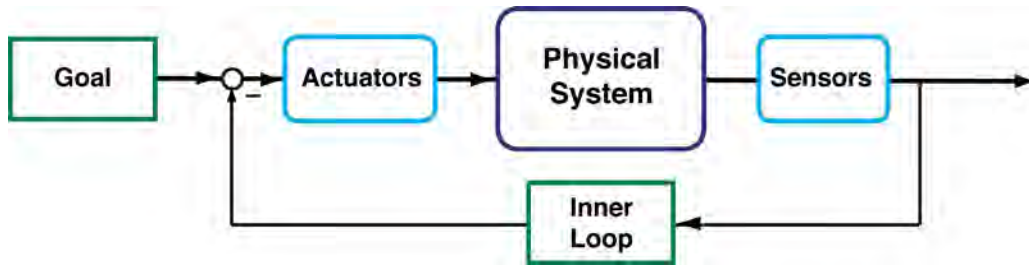 Goal
Actuators
Physical
System
Sensors
–
Inner
Loop